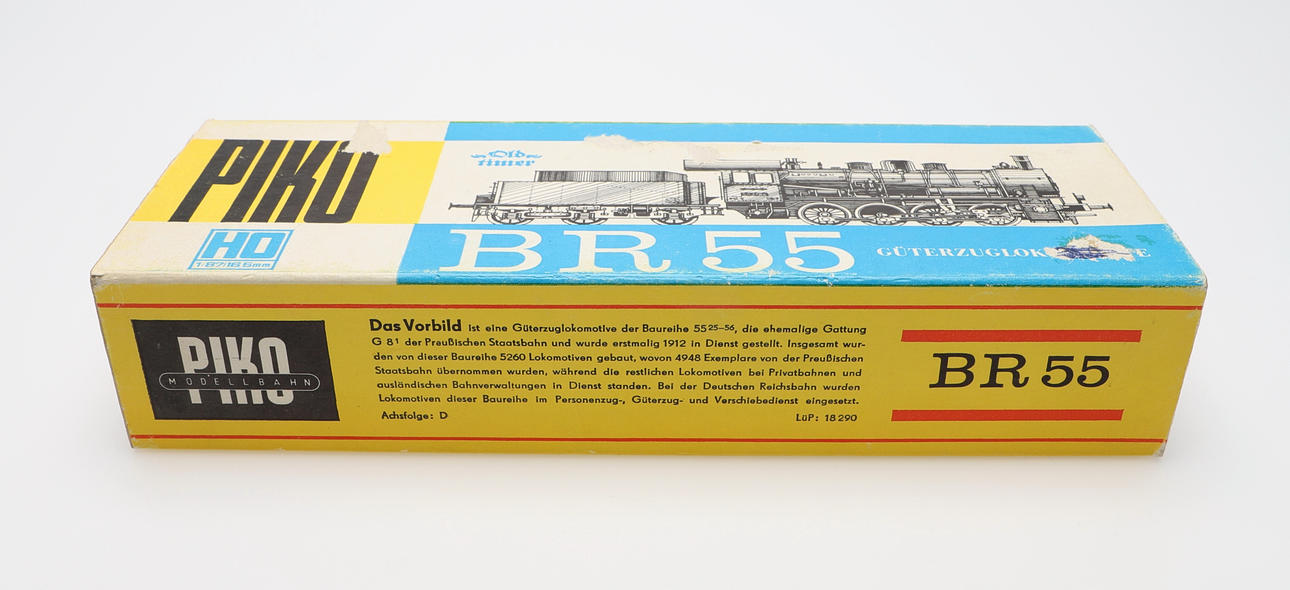 PIKO
HO
1:87/16.5mm
Old
timer
BR 55
PIKO
MODELLBAHN
Das Vorbild ist eine Güterzuglokomotive der Baureihe 55²⁵⁻⁵⁶, die ehemalige Gattung
G 8¹ der Preußischen Staatsbahn und wurde erstmalig 1912 in Dienst gestellt. Insgesamt wur-
den von dieser Baureihe 5260 Lokomotiven gebaut, wovon 4948 Exemplare von der Preußischen
Staatsbahn übernommen wurden, während die restlichen Lokomotiven bei Privatbahnen und
ausländischen Bahnverwaltungen in Dienst standen. Bei der Deutschen Reichsbahn wurden
Lokomotiven dieser Baureihe im Personenzug-, Güterzug- und Verschiebedienst eingesetzt.
Achsfolge: D LüP: 18290
BR 55